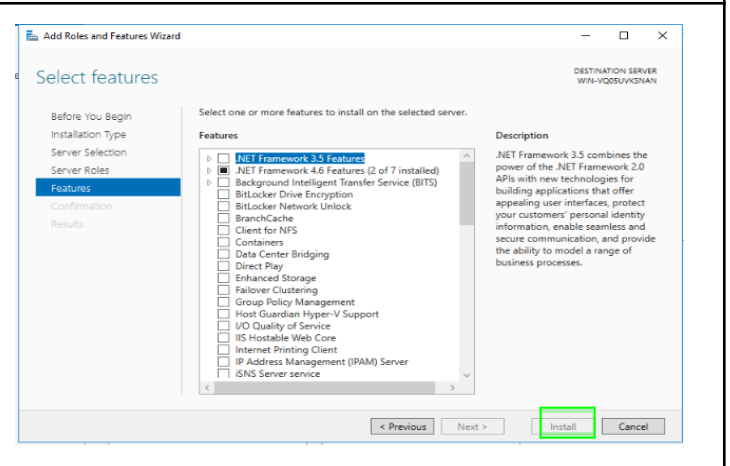 Add Roles and Features Wizard
Select features
DESTINATION SERVER
WIN-VQ05UVKSNAN
Before You Begin
Installation Type
Server Selection
Server Roles
Features
Confirmation
Results
Select one or more features to install on the selected server.
Features
.NET Framework 3.5 Features
.NET Framework 4.6 Features (2 of 7 installed)
Background Intelligent Transfer Service (BITS)
BitLocker Drive Encryption
BitLocker Network Unlock
BranchCache
Client for NFS
Containers
Data Center Bridging
Direct Play
Enhanced Storage
Failover Clustering
Group Policy Management
Host Guardian Hyper-V Support
I/O Quality of Service
IIS Hostable Web Core
Internet Printing Client
IP Address Management (IPAM) Server
iSNS Server service
Description
.NET Framework 3.5 combines the
power of the .NET Framework 2.0
APIs with new technologies for
building applications that offer
appealing user interfaces, protect
your customers' personal identity
information, enable seamless and
secure communication, and provide
the ability to model a range of
business processes.
< Previous
Next >
Install
Cancel